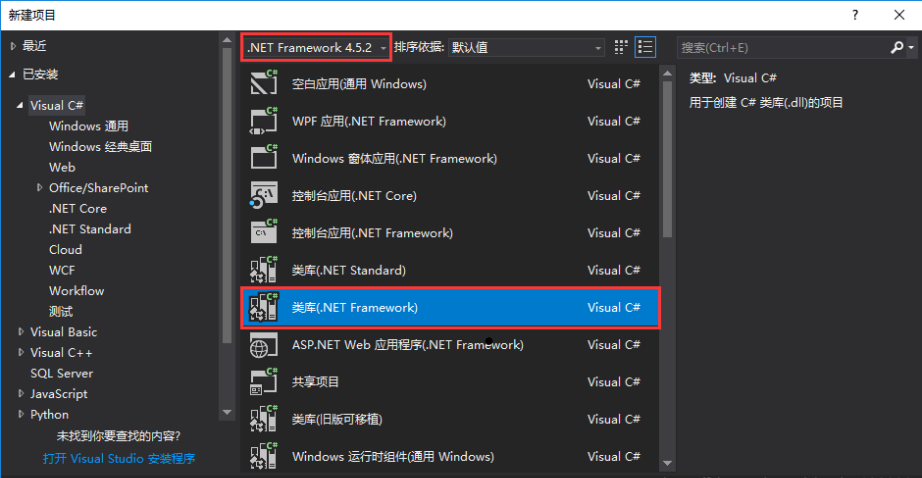 新建项目
?
最近
已安装
Visual C#
Windows 通用
Windows 经典桌面
Web
Office/SharePoint
.NET Core
.NET Standard
Cloud
WCF
Workflow
测试
Visual Basic
Visual C++
SQL Server
JavaScript
Python
未找到你要查找的内容?
打开 Visual Studio 安装程序
.NET Framework 4.5.2 排序依据: 默认值
空白应用(通用 Windows) Visual C#
WPF 应用(.NET Framework) Visual C#
Windows 窗体应用(.NET Framework) Visual C#
控制台应用(.NET Core) Visual C#
控制台应用(.NET Framework) Visual C#
类库(.NET Standard) Visual C#
类库(.NET Framework) Visual C#
ASP.NET Web 应用程序(.NET Framework) Visual C#
共享项目 Visual C#
类库(旧版可移植) Visual C#
Windows 运行时组件(通用 Windows) Visual C#
搜索(Ctrl+E)
类型: Visual C#
用于创建 C# 类库(.dll)的项目